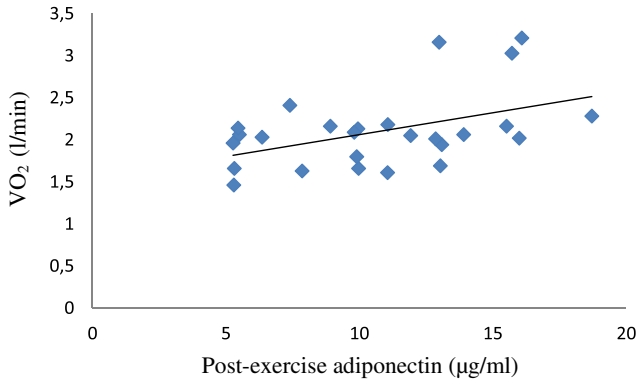 3,5
3
2,5
2
1,5
1
0,5
0
VO₂ (l/min)
0 5 10 15 20
Post-exercise adiponectin (μg/ml)